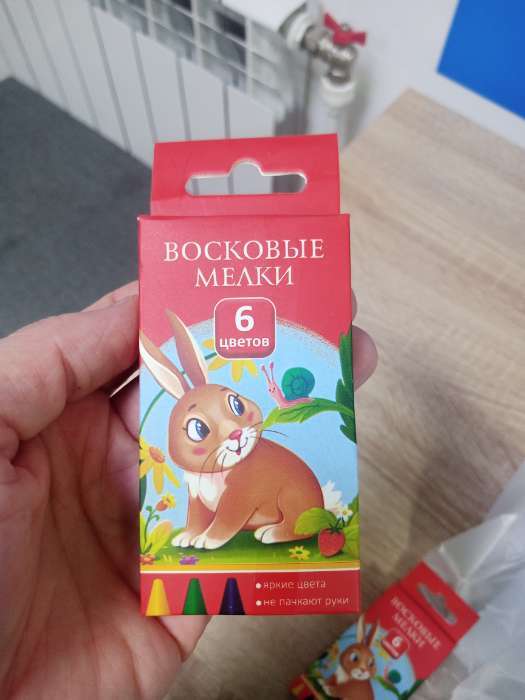 ВОСКОВЫЕ
МЕЛКИ
6
цветов
• яркие цвета
• не пачкают руки
ВОСКОВЫЕ
МЕЛКИ
6